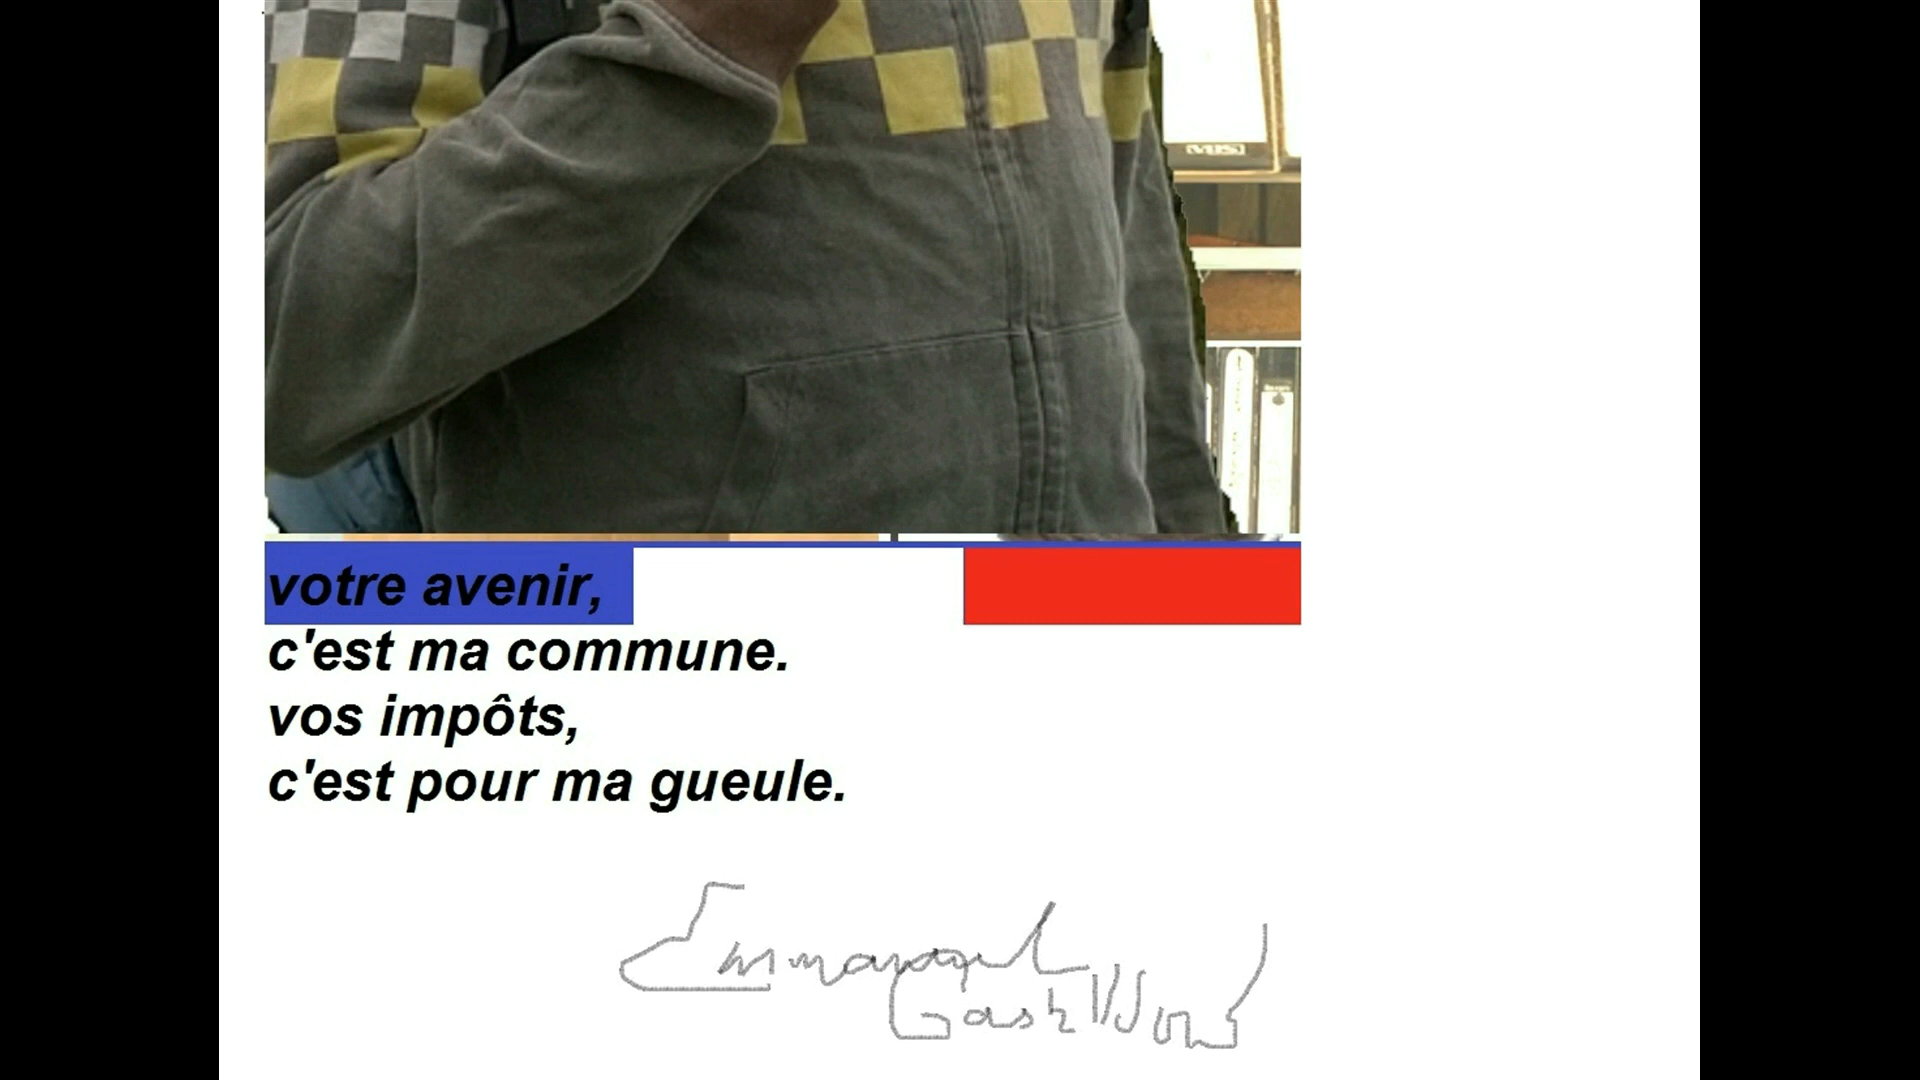 votre avenir,
c'est ma commune.
vos impôts,
c'est pour ma gueule.
Emmanuel